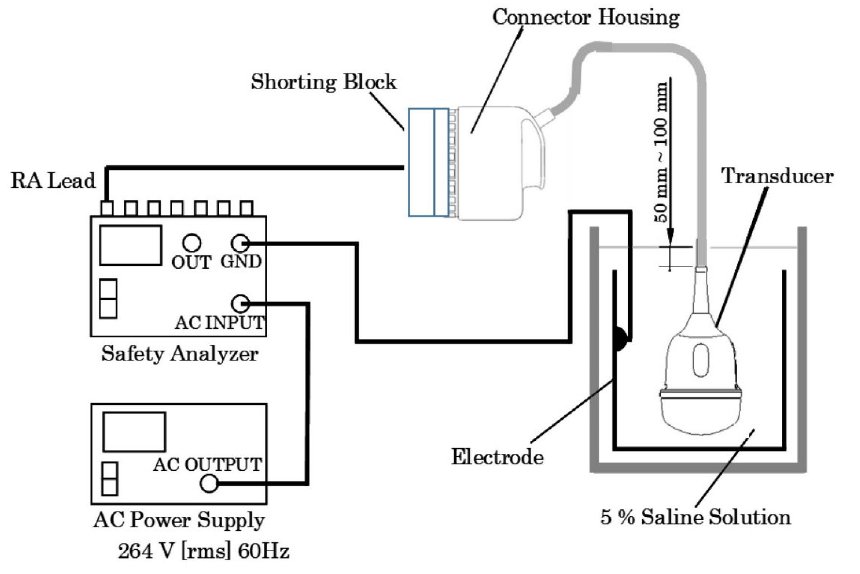 Connector Housing
Shorting Block
50 mm ~ 100 mm
RA Lead
Transducer
OUT GND
AC INPUT
Safety Analyzer
AC OUTPUT
Electrode
AC Power Supply
5 % Saline Solution
264 V [rms] 60Hz